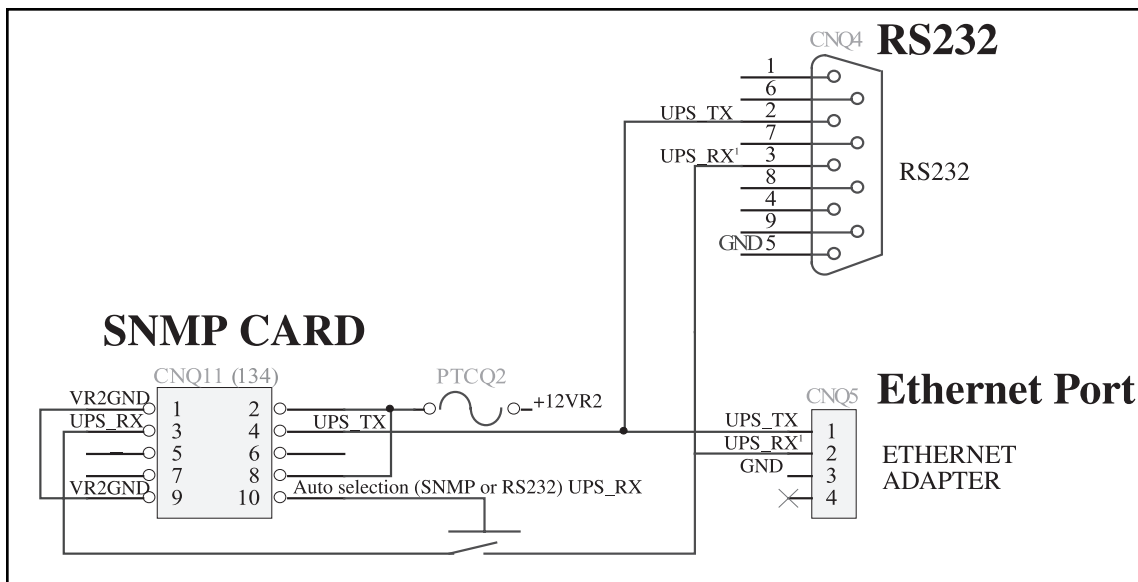 CNQ4 RS232
1
6
UPS_TX 2
7
UPS_RX¹ 3
8
4
9
GND 5
RS232
SNMP CARD
CNQ11 (134)
PTCQ2
VR2GND 1 2 +12VR2
UPS_RX 3 4 UPS_TX
5 6
7 8
VR2GND 9 10 Auto selection (SNMP or RS232) UPS_RX
CNQ5 Ethernet Port
UPS_TX 1
UPS_RX¹ 2
GND 3
4
ETHERNET
ADAPTER